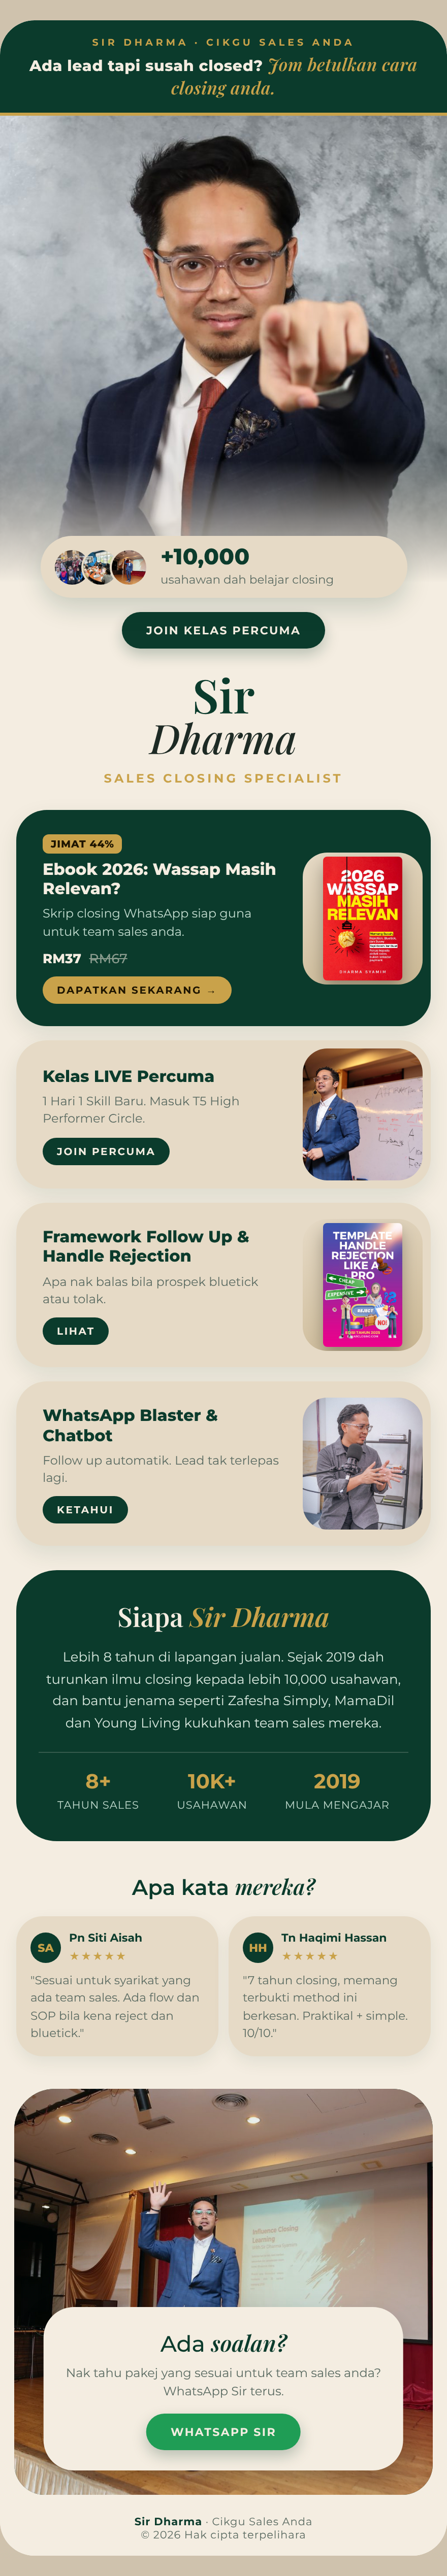 SIR DHARMA · CIKGU SALES ANDA
Ada lead tapi susah closed? Jom betulkan cara
closing anda.
+10,000
usahawan dah belajar closing
JOIN KELAS PERCUMA
Sir
Dharma
SALES CLOSING SPECIALIST
JIMAT 44%
Ebook 2026: Wassap Masih
Relevan?
Skrip closing WhatsApp siap guna
untuk team sales anda.
RM37 RM67
DAPATKAN SEKARANG →
2026
WASSAP
MASIH
RELEVAN
DHARMA SYAMIM
Kelas LIVE Percuma
1 Hari 1 Skill Baru. Masuk T5 High
Performer Circle.
JOIN PERCUMA
Framework Follow Up &
Handle Rejection
Apa nak balas bila prospek bluetick
atau tolak.
LIHAT
TEMPLATE
HANDLE
REJECTION
LIKE A
PRO
CHEAP
EXPENSIVE
REJECT
NO!
WhatsApp Blaster &
Chatbot
Follow up automatik. Lead tak terlepas
lagi.
KETAHUI
Siapa Sir Dharma
Lebih 8 tahun di lapangan jualan. Sejak 2019 dah
turunkan ilmu closing kepada lebih 10,000 usahawan,
dan bantu jenama seperti Zafesha Simply, MamaDil
dan Young Living kukuhkan team sales mereka.
8+
TAHUN SALES
10K+
USAHAWAN
2019
MULA MENGAJAR
Apa kata mereka?
SA
Pn Siti Aisah
★★★★★
"Sesuai untuk syarikat yang
ada team sales. Ada flow dan
SOP bila kena reject dan
bluetick."
HH
Tn Haqimi Hassan
★★★★★
"7 tahun closing, memang
terbukti method ini
berkesan. Praktikal + simple.
10/10."
Influence Closing
Learning
Ada soalan?
Nak tahu pakej yang sesuai untuk team sales anda?
WhatsApp Sir terus.
WHATSAPP SIR
Sir Dharma · Cikgu Sales Anda
© 2026 Hak cipta terpelihara